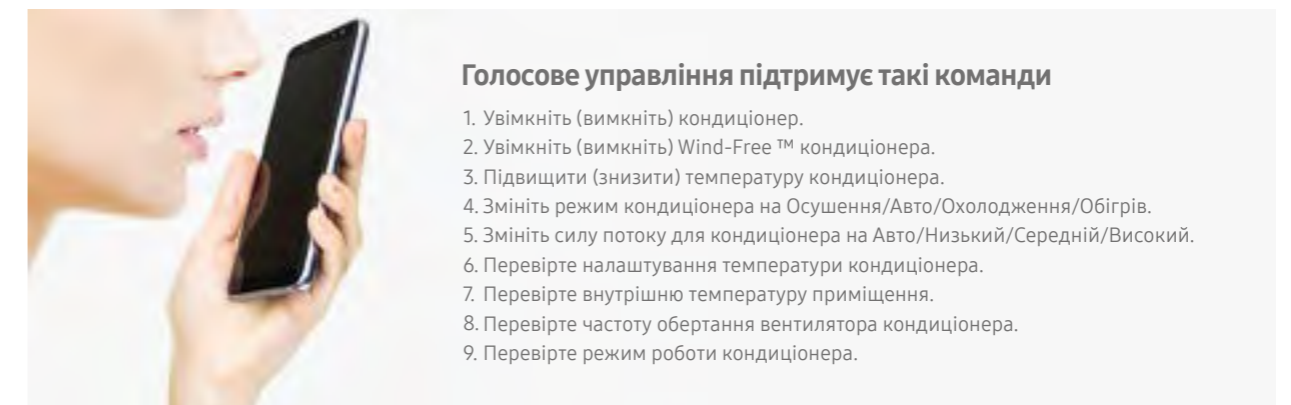 Голосове управління підтримує такі команди
1. Увімкніть (вимкніть) кондиціонер.
2. Увімкніть (вимкніть) Wind-Free ™ кондиціонера.
3. Підвищити (знизити) температуру кондиціонера.
4. Змініть режим кондиціонера на Осушення/Авто/Охолодження/Обігрів.
5. Змініть силу потоку для кондиціонера на Авто/Низький/Середній/Високий.
6. Перевірте налаштування температури кондиціонера.
7. Перевірте внутрішню температуру приміщення.
8. Перевірте частоту обертання вентилятора кондиціонера.
9. Перевірте режим роботи кондиціонера.